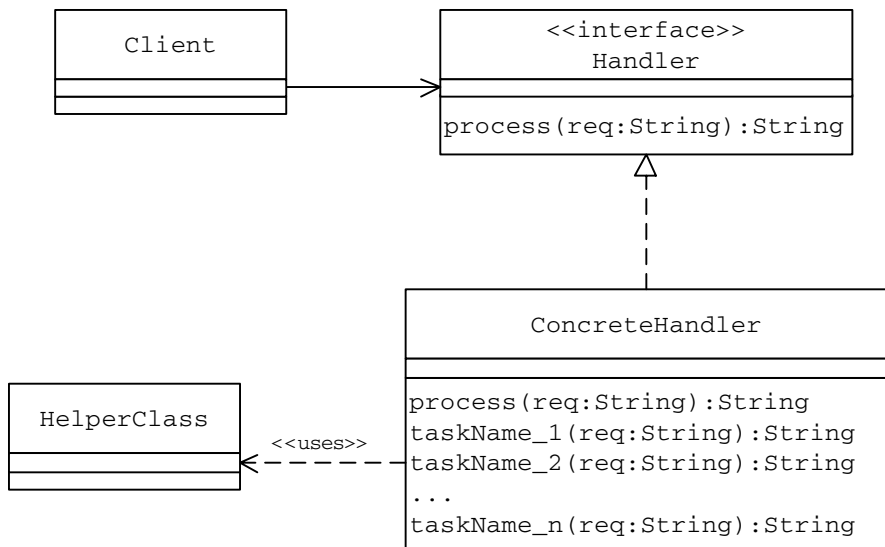 Client
<<interface>>
Handler
process(req:String):String
ConcreteHandler
process(req:String):String
taskName_1(req:String):String
taskName_2(req:String):String
...
taskName_n(req:String):String
HelperClass
<<uses>>